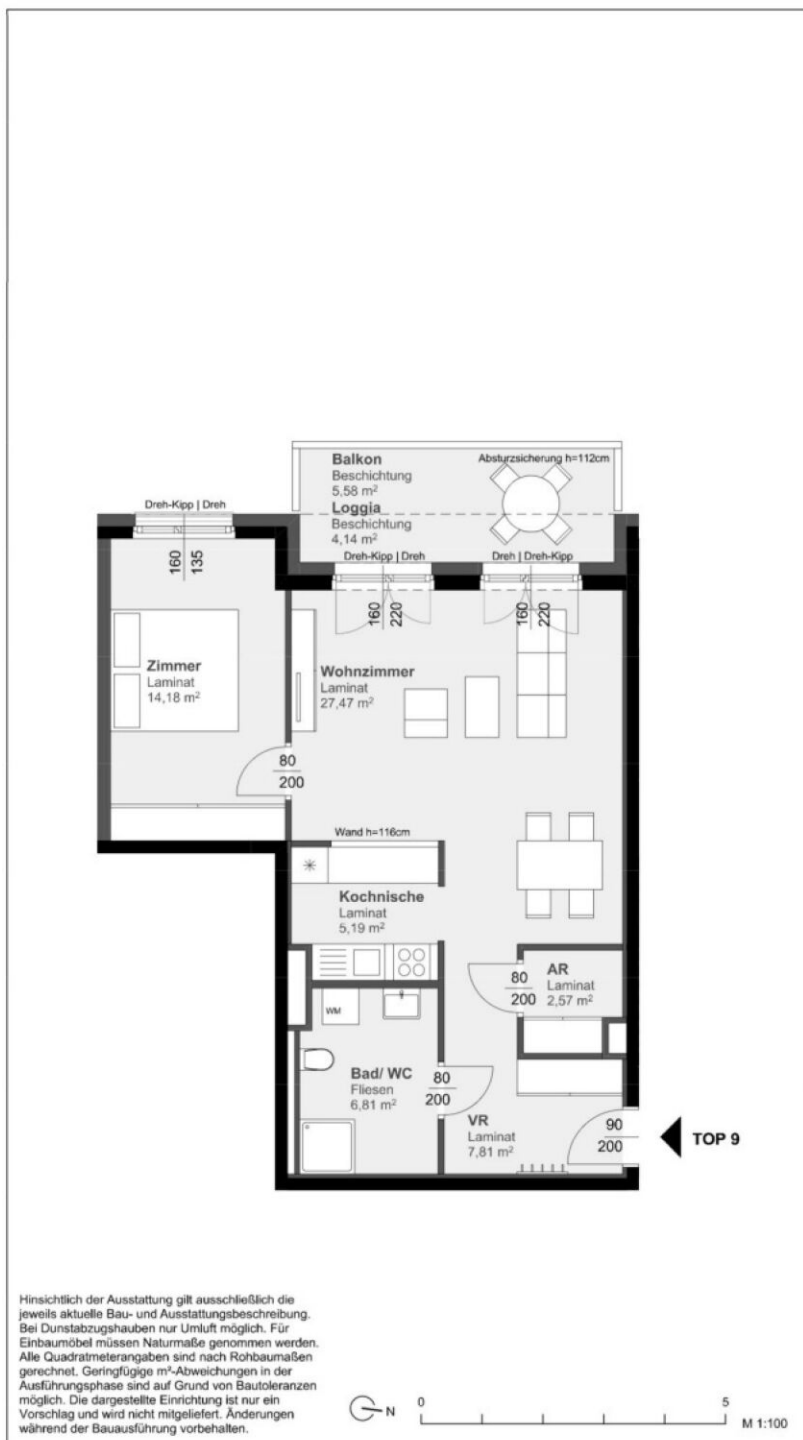 Balkon
Beschichtung
5,58 m²
Loggia
Beschichtung
4,14 m²
Absturzsicherung h=112cm
Dreh-Kipp | Dreh
160
135
Dreh-Kipp | Dreh
160
220
Dreh | Dreh-Kipp
160
220
Zimmer
Laminat
14,18 m²
Wohnzimmer
Laminat
27,47 m²
80
200
Wand h=116cm
Kochnische
Laminat
5,19 m²
80
200
AR
Laminat
2,57 m²
WM
Bad/ WC
Fliesen
6,81 m²
80
200
VR
Laminat
7,81 m²
90
200
TOP 9
Hinsichtlich der Ausstattung gilt ausschließlich die
jeweils aktuelle Bau- und Ausstattungsbeschreibung.
Bei Dunstabzugshauben nur Umluft möglich. Für
Einbaumöbel müssen Naturmaße genommen werden.
Alle Quadratmeterangaben sind nach Rohbaumaßen
gerechnet. Geringfügige m²-Abweichungen in der
Ausführungsphase sind auf Grund von Bautoleranzen
möglich. Die dargestellte Einrichtung ist nur ein
Vorschlag und wird nicht mitgeliefert. Änderungen
während der Bauausführung vorbehalten.
N
0
5
M 1:100